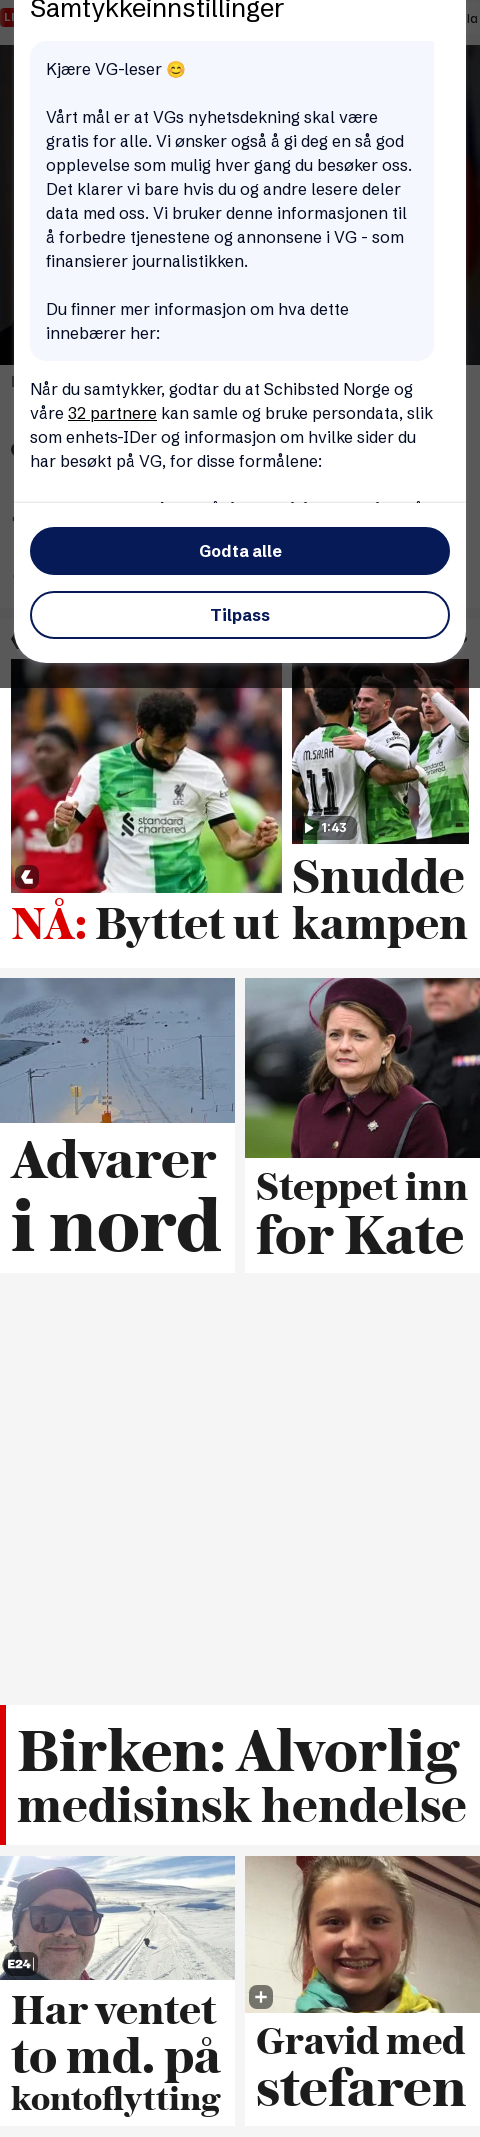 Samtykkeinnstillinger
Kjære VG-leser 😊
Vårt mål er at VGs nyhetsdekning skal være
gratis for alle. Vi ønsker også å gi deg en så god
opplevelse som mulig hver gang du besøker oss.
Det klarer vi bare hvis du og andre lesere deler
data med oss. Vi bruker denne informasjonen til
å forbedre tjenestene og annonsene i VG - som
finansierer journalistikken.
Du finner mer informasjon om hva dette
innebærer her:
Når du samtykker, godtar du at Schibsted Norge og
våre 32 partnere kan samle og bruke persondata, slik
som enhets-IDer og informasjon om hvilke sider du
har besøkt på VG, for disse formålene:
Godta alle
Tilpass
standard
chartered
M.SALAH
11
1:43
NÅ: Byttet ut
Snudde
kampen
Advarer
i nord
Steppet inn
for Kate
Birken: Alvorlig
medisinsk hendelse
E24
Har ventet
to md. på
kontoflytting
Gravid med
stefaren